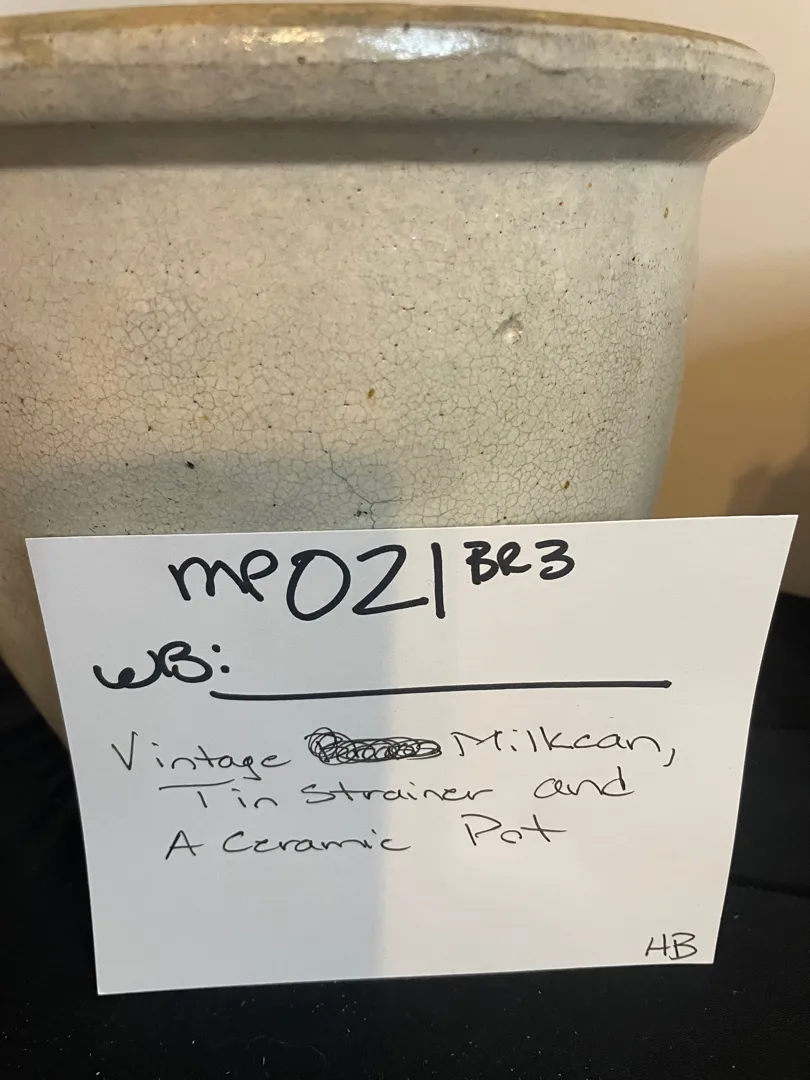 MP021 BR3
WB:
Vintage Milkcan,
Tin Strainer and
A Ceramic Pot
HB